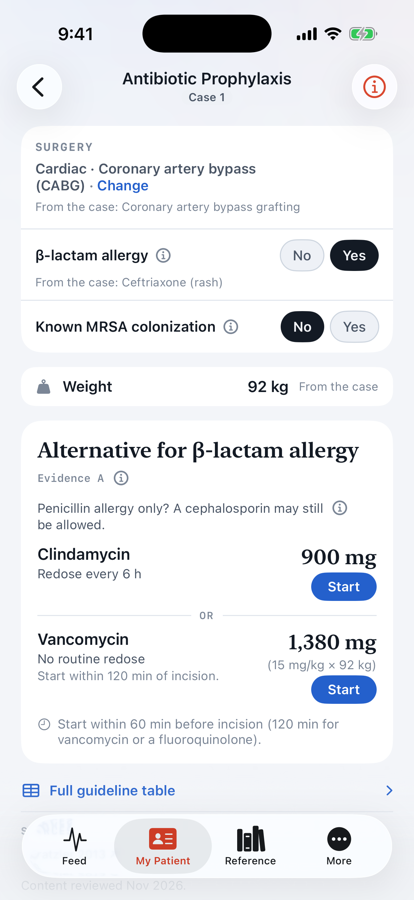 9:41
Antibiotic Prophylaxis
Case 1
SURGERY
Cardiac · Coronary artery bypass
(CABG) · Change
From the case: Coronary artery bypass grafting
β-lactam allergy
No
Yes
From the case: Ceftriaxone (rash)
Known MRSA colonization
No
Yes
Weight
92 kg
From the case
Alternative for β-lactam allergy
Evidence A
Penicillin allergy only? A cephalosporin may still
be allowed.
Clindamycin
900 mg
Redose every 6 h
Start
OR
Vancomycin
1,380 mg
No routine redose
(15 mg/kg × 92 kg)
Start within 120 min of incision.
Start
Start within 60 min before incision (120 min for
vancomycin or a fluoroquinolone).
Full guideline table
Feed
My Patient
Reference
More
Content reviewed Nov 2026.